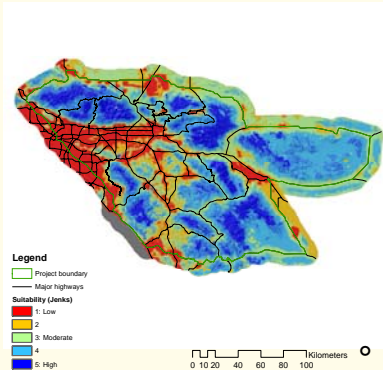 Legend
Project boundary
Major highways
Suitability (Jenks)
1: Low
2
3: Moderate
4
5: High
Kilometers
0 10 20 40 60 80 100